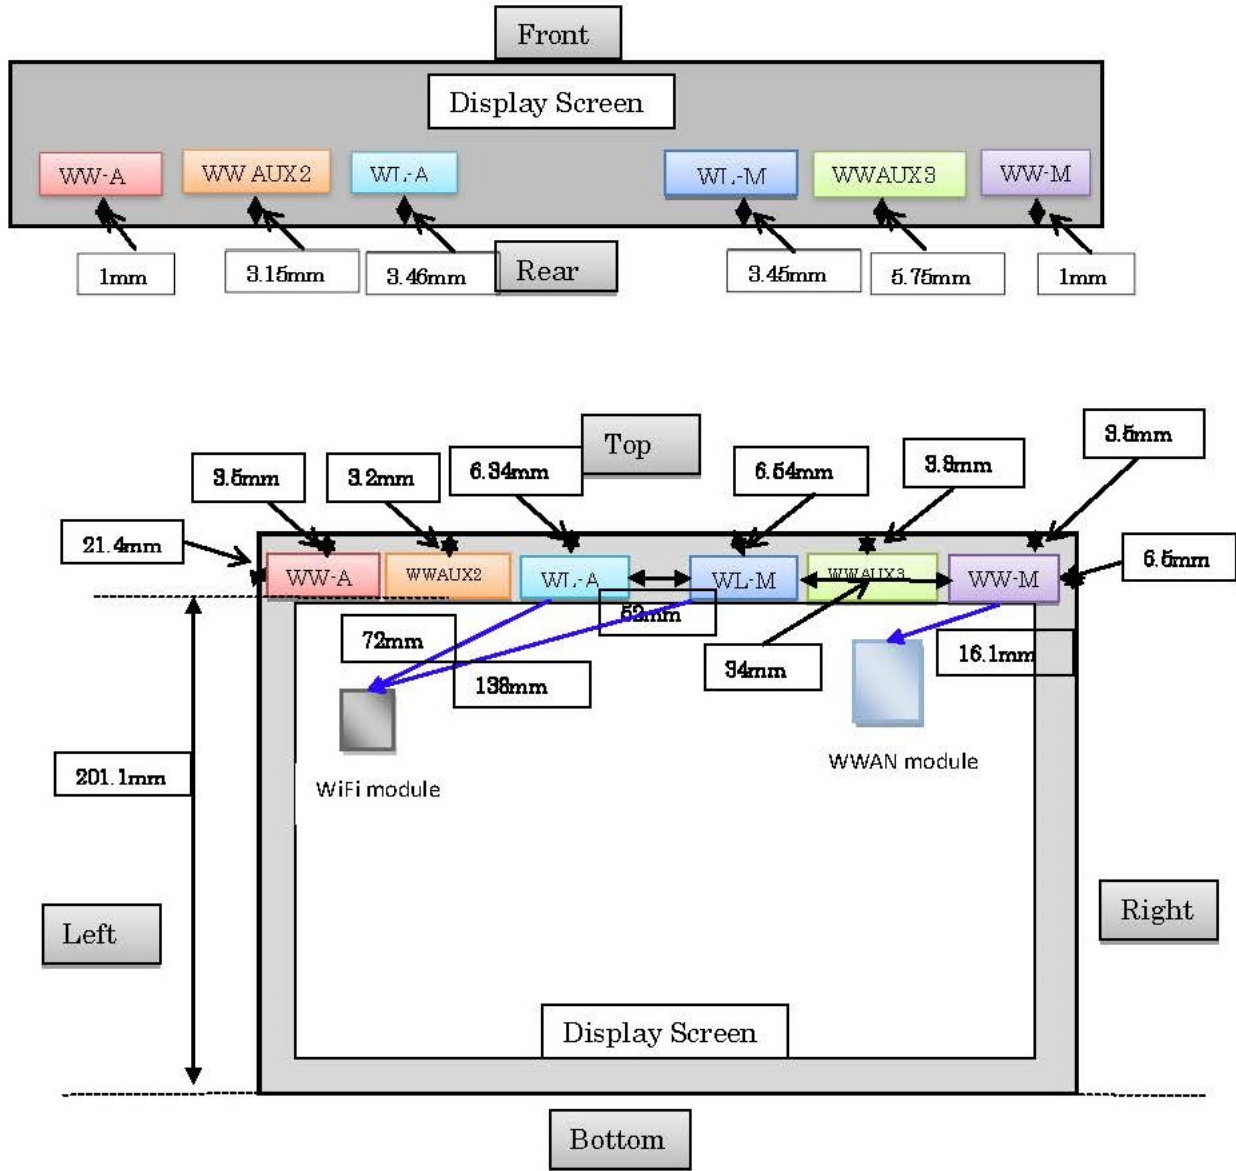 Front
Display Screen
WW-A
WW AUX2
WL-A
WL-M
WWAUX3
WW-M
1mm
3.15mm
3.46mm
Rear
3.45mm
5.75mm
1mm
Top
3.5mm
3.2mm
6.34mm
6.54mm
3.9mm
3.5mm
21.4mm
6.5mm
WW-A
WWAUX2
WL-A
WL-M
WWAUX3
WW-M
52mm
72mm
138mm
34mm
16.1mm
WiFi module
WWAN module
201.1mm
Left
Right
Display Screen
Bottom